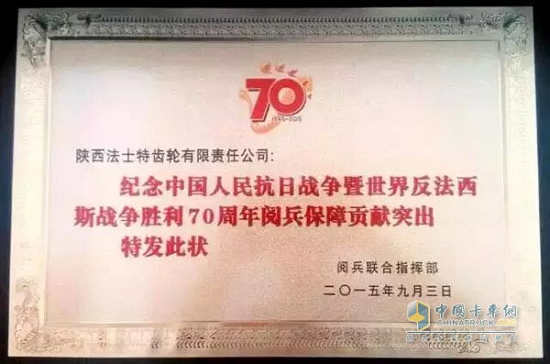 70
陕西法士特齿轮有限责任公司:
纪念中国人民抗日战争暨世界反法西
斯战争胜利70周年阅兵保障贡献突出
特发此状
阅兵联合指挥部
二〇一五年九月三日
中国卡车网
CHINATRUCK